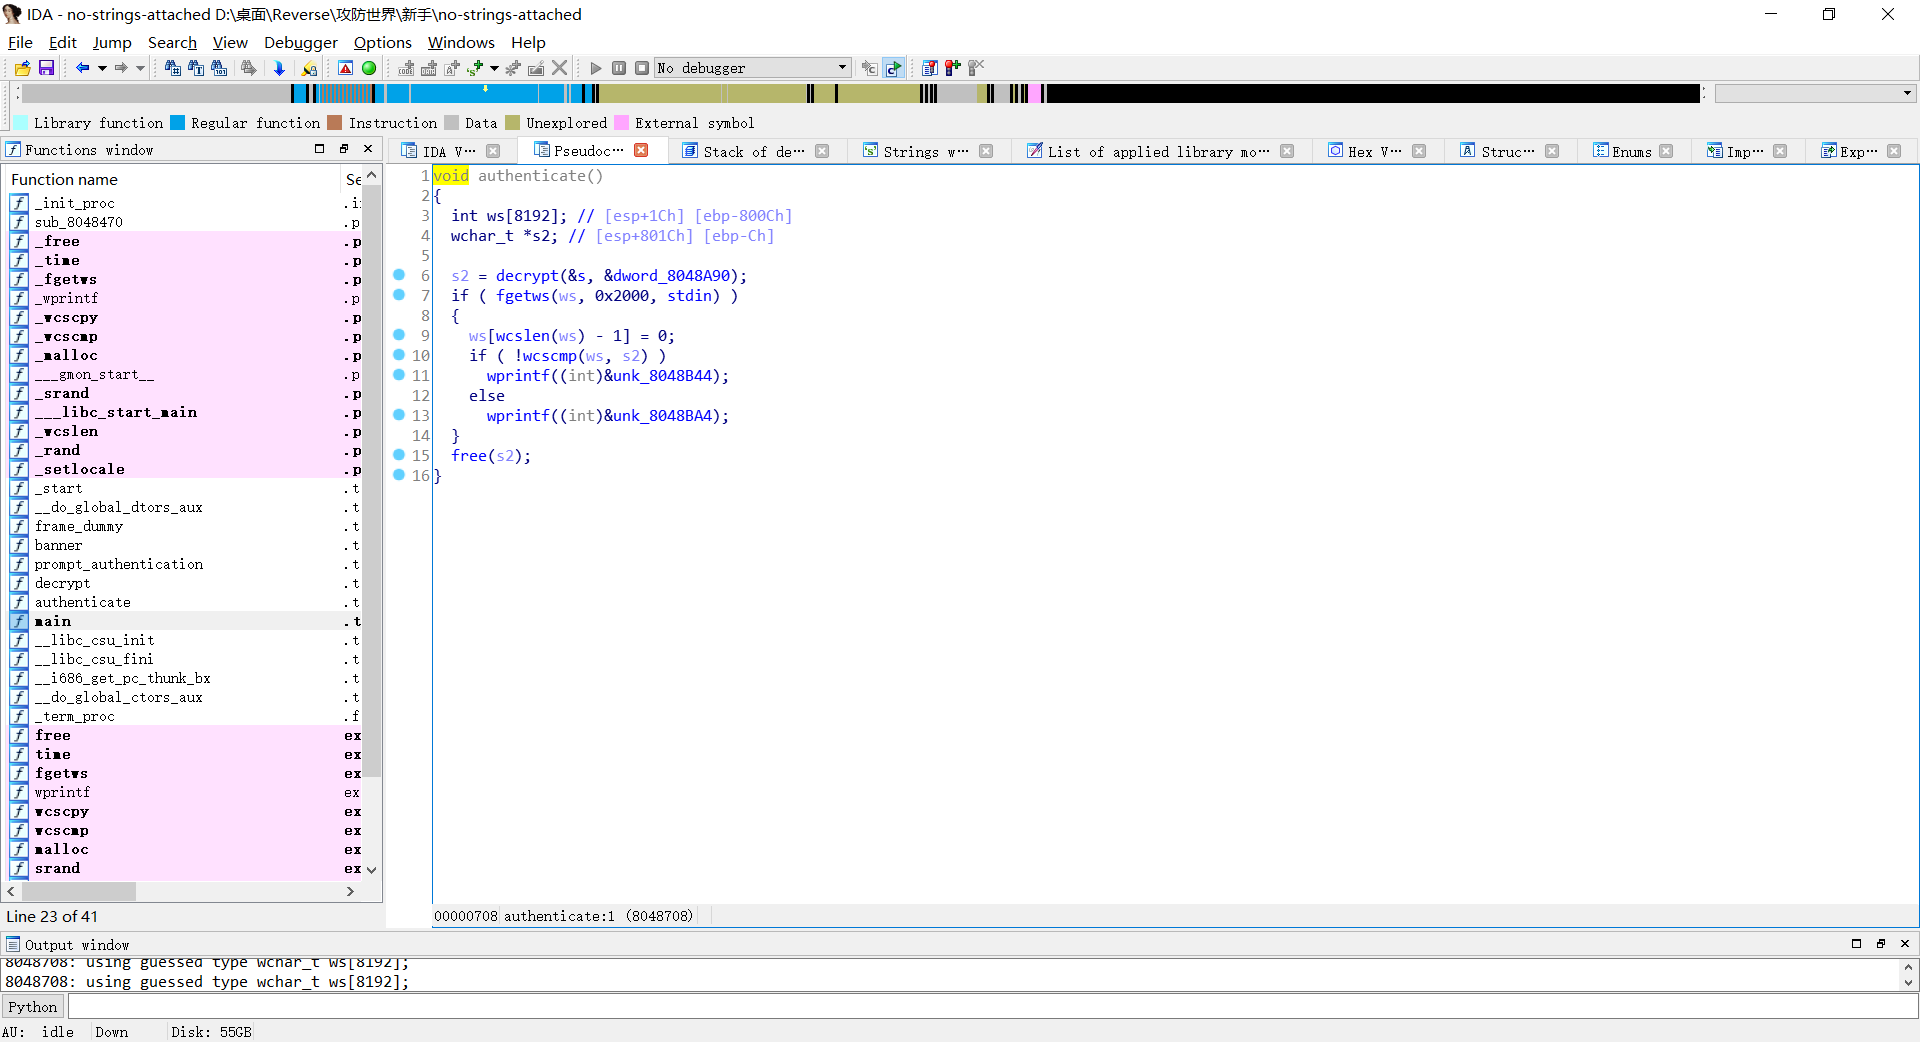 IDA - no-strings-attached D:\桌面\Reverse\攻防世界\新手\no-strings-attached
File Edit Jump Search View Debugger Options Windows Help
No debugger
Library function Regular function Instruction Data Unexplored External symbol
Functions window
IDA V··· Pseudoc··· Stack of de··· Strings w··· List of applied library mo··· Hex V··· Struc··· Enums Imp··· Exp···
Function name Se
_init_proc .i
sub_8048470 .p
_free .p
_time .p
_fgetws .p
_wprintf .p
_wcscpy .p
_wcscmp .p
_malloc .p
___gmon_start__ .p
_srand .p
___libc_start_main .p
_wcslen .p
_rand .p
_setlocale .p
_start .t
__do_global_dtors_aux .t
frame_dummy .t
banner .t
prompt_authentication .t
decrypt .t
authenticate .t
main .t
__libc_csu_init .t
__libc_csu_fini .t
__i686_get_pc_thunk_bx .t
__do_global_ctors_aux .t
_term_proc .f
free ex
time ex
fgetws ex
wprintf ex
wcscpy ex
wcscmp ex
malloc ex
srand ex
Line 23 of 41
1 void authenticate()
2 {
3 int ws[8192]; // [esp+1Ch] [ebp-800Ch]
4 wchar_t *s2; // [esp+801Ch] [ebp-Ch]
5
6 s2 = decrypt(&s, &dword_8048A90);
7 if ( fgetws(ws, 0x2000, stdin) )
8 {
9 ws[wcslen(ws) - 1] = 0;
10 if ( !wcscmp(ws, s2) )
11 wprintf((int)&unk_8048B44);
12 else
13 wprintf((int)&unk_8048BA4);
14 }
15 free(s2);
16 }
00000708 authenticate:1 (8048708)
Output window
8048708: using guessed type wchar_t ws[8192];
8048708: using guessed type wchar_t ws[8192];
Python
AU: idle Down Disk: 55GB